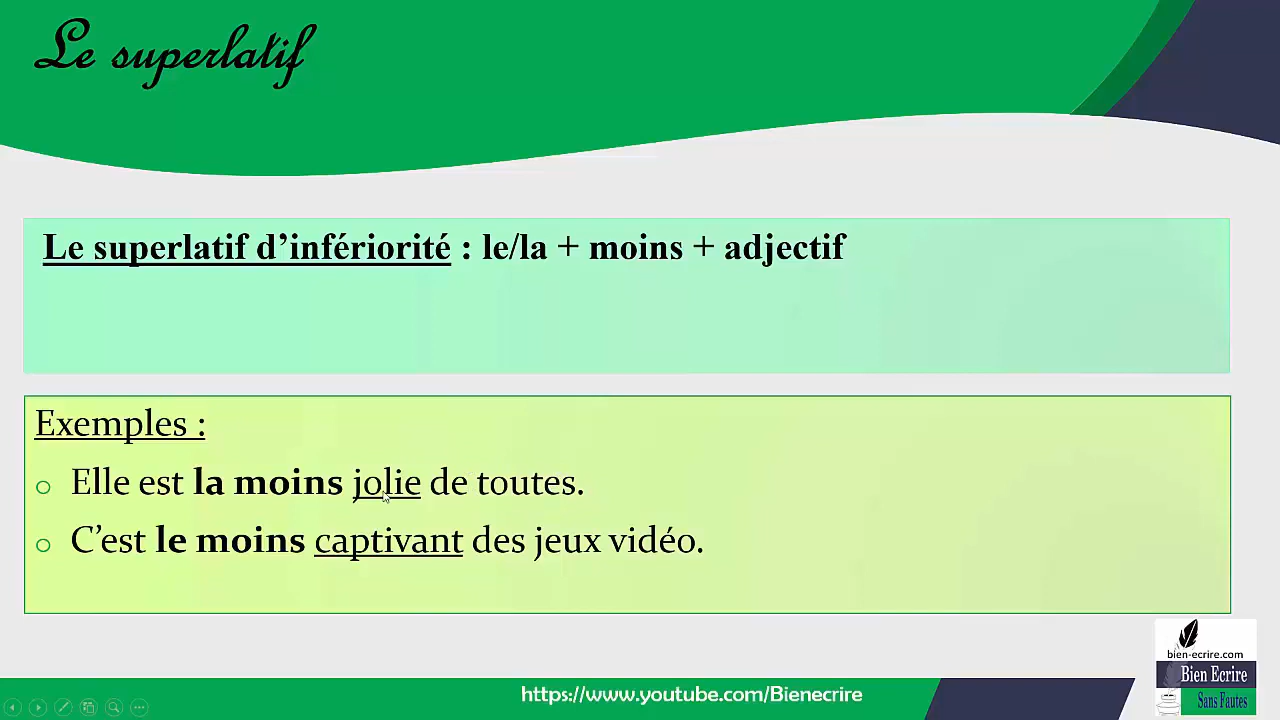 Le superlatif
Le superlatif d’infériorité : le/la + moins + adjectif
Exemples :
Elle est la moins jolie de toutes.
C’est le moins captivant des jeux vidéo.
bien-ecrire.com
Bien Ecrire
Sans Fautes
https://www.youtube.com/Bienecrire